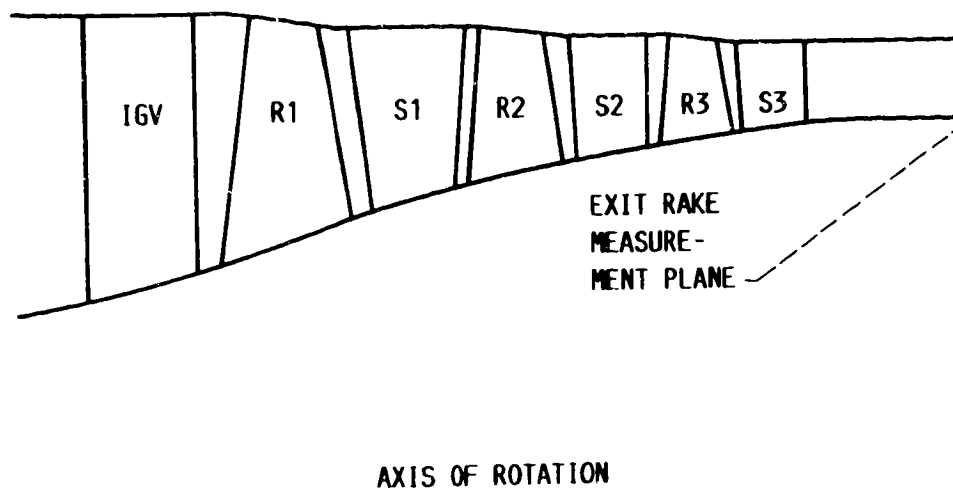 IGV
R1
S1
R2
S2
R3
S3
EXIT RAKE
MEASURE-
MENT PLANE
AXIS OF ROTATION